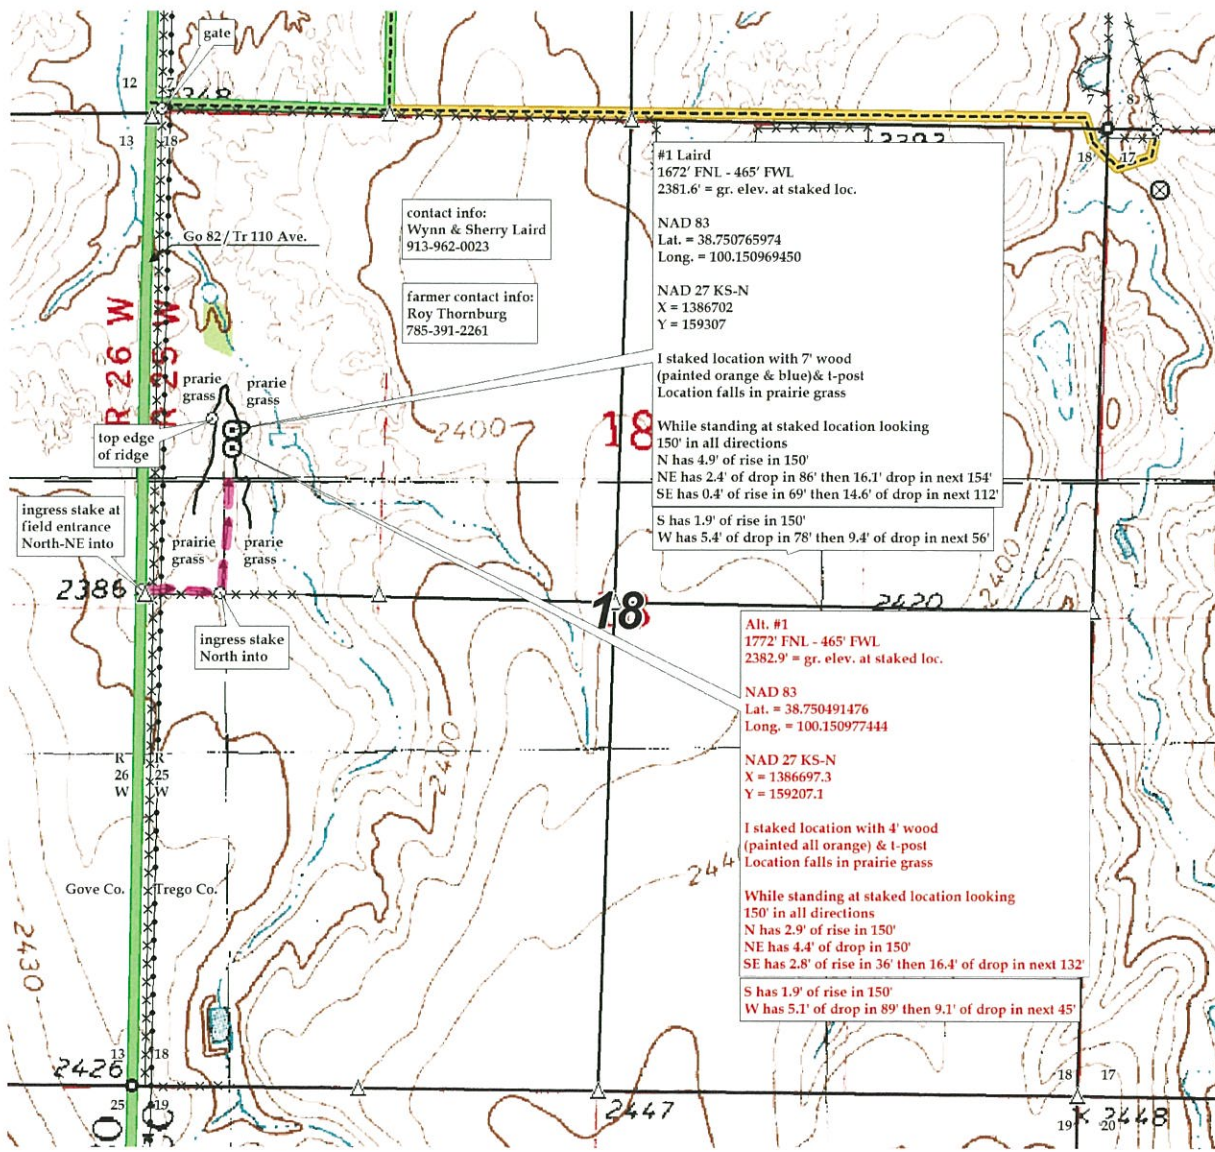 gate
12
7
1348
13
18
2392
7
8
18
17
#1 Laird
1672' FNL - 465' FWL
2381.6' = gr. elev. at staked loc.
NAD 83
Lat. = 38.750765974
Long. = 100.150969450
NAD 27 KS-N
X = 1386702
Y = 159307
I staked location with 7' wood
(painted orange & blue)& t-post
Location falls in prairie grass
While standing at staked location looking
150' in all directions
N has 4.9' of rise in 150'
NE has 2.4' of drop in 86' then 16.1' drop in next 154'
SE has 0.4' of rise in 69' then 14.6' of drop in next 112'
S has 1.9' of rise in 150'
W has 5.4' of drop in 78' then 9.4' of drop in next 56'
contact info:
Wynn & Sherry Laird
913-962-0023
Go 82 / Tr 110 Ave.
farmer contact info:
Roy Thornburg
785-391-2261
R 26 W
R 25 W
prarie
grass
prarie
grass
top edge
of ridge
2400
18
ingress stake at
field entrance
North-NE into
prairie
grass
prairie
grass
2400
2386
18
2420
ingress stake
North into
Alt. #1
1772' FNL - 465' FWL
2382.9' = gr. elev. at staked loc.
NAD 83
Lat. = 38.750491476
Long. = 100.150977444
NAD 27 KS-N
X = 1386697.3
Y = 159207.1
I staked location with 4' wood
(painted all orange) & t-post
Location falls in prairie grass
While standing at staked location looking
150' in all directions
N has 2.9' of rise in 150'
NE has 4.4' of drop in 150'
SE has 2.8' of rise in 36' then 16.4' of drop in next 132'
S has 1.9' of rise in 150'
W has 5.1' of drop in 89' then 9.1' of drop in next 45'
2400
R
26
W
R
25
W
Gove Co.
Trego Co.
2430
13
18
2426
25
19
2447
18
17
2448
19
20